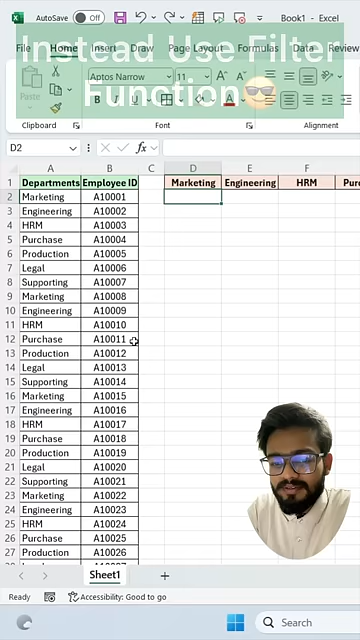 AutoSave Off Book1 - Excel
Instead Use Filter
Function😎
File Home Insert Draw Page Layout Formulas Data Review
Paste Aptos Narrow 11 A^ A˅
B I U A
Clipboard Font Alignment
D2 fx
A B C D E F
1 Departments Employee ID Marketing Engineering HRM
2 Marketing A10001
3 Engineering A10002
4 HRM A10003
5 Purchase A10004
6 Production A10005
7 Legal A10006
8 Supporting A10007
9 Marketing A10008
10 Engineering A10009
11 HRM A10010
12 Purchase A10011
13 Production A10012
14 Legal A10013
15 Supporting A10014
16 Marketing A10015
17 Engineering A10016
18 HRM A10017
19 Purchase A10018
20 Production A10019
21 Legal A10020
22 Supporting A10021
23 Marketing A10022
24 Engineering A10023
25 HRM A10024
26 Purchase A10025
27 Production A10026
Sheet1
Ready Accessibility: Good to go
Search